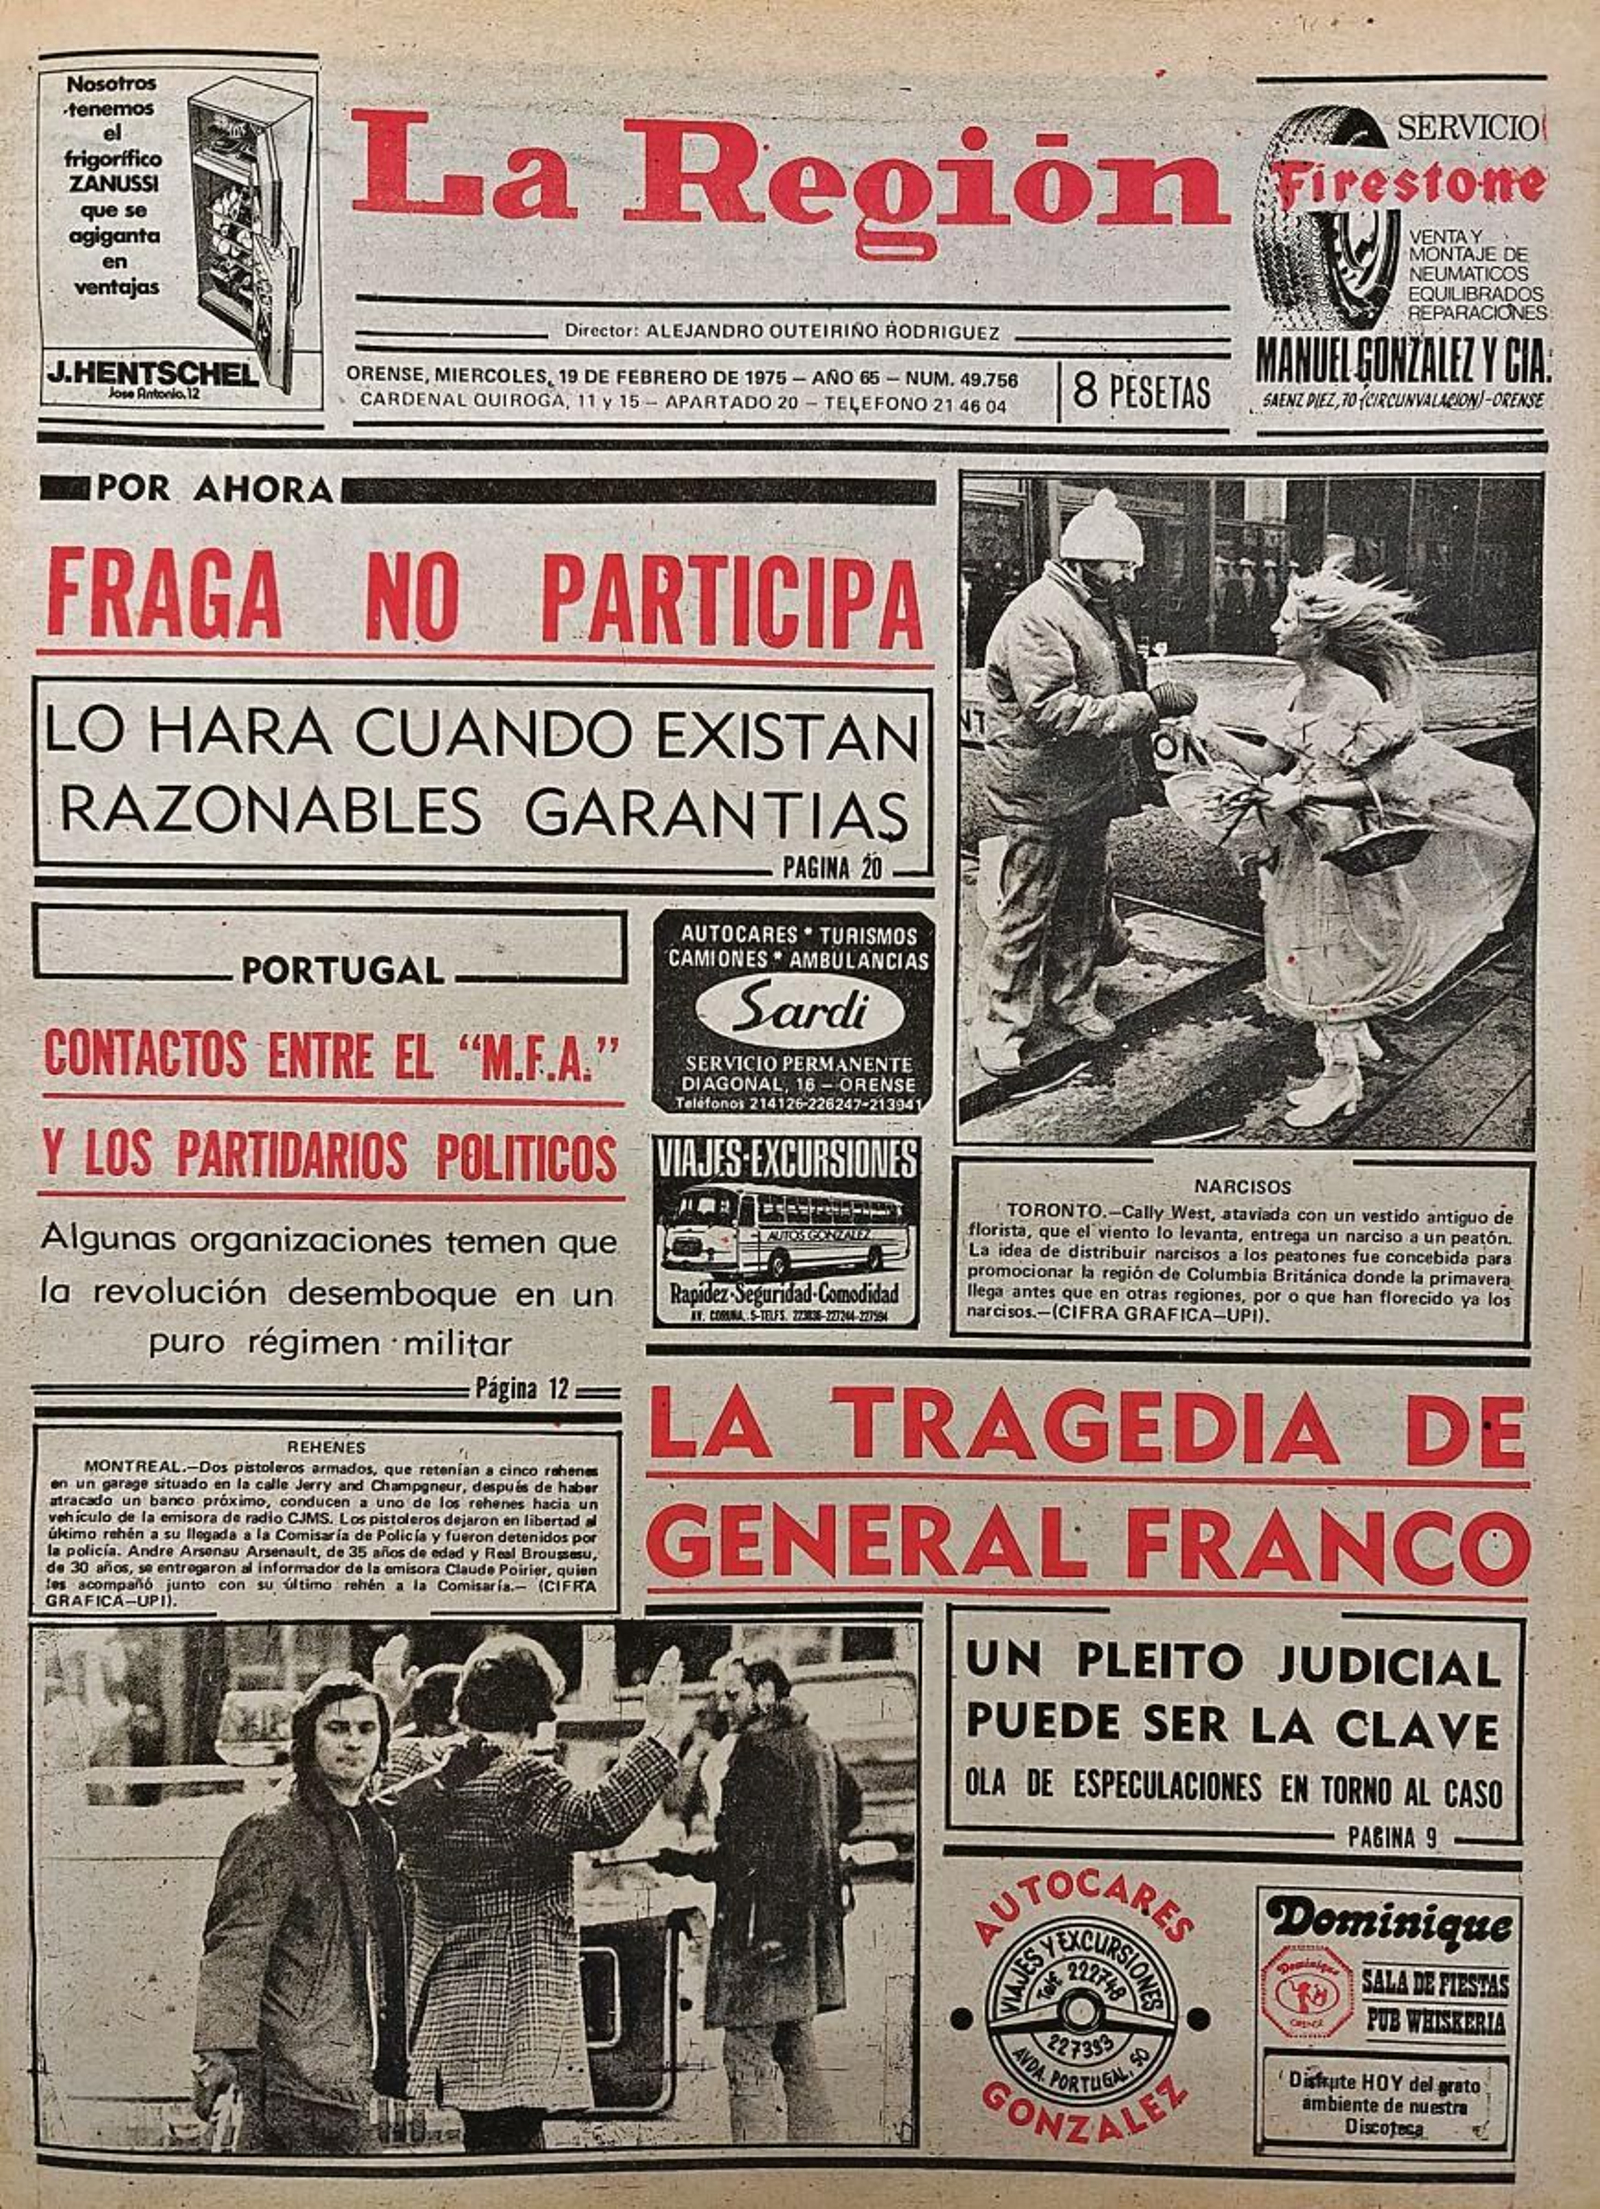 Nosotros
tenemos
el
frigorífico
ZANUSSI
que se
agiganta
en
ventajas
J.HENTSCHEL
Jose Antonio, 12
La Región
Director: ALEJANDRO OUTEIRIÑO RODRIGUEZ
ORENSE, MIERCOLES, 19 DE FEBRERO DE 1975 — AÑO 65 — NUM. 49.756
CARDENAL QUIROGA, 11 y 15 — APARTADO 20 — TELEFONO 21 46 04
8 PESETAS
SERVICIO
Firestone
VENTA Y
MONTAJE DE
NEUMATICOS
EQUILIBRADOS
REPARACIONES
MANUEL GONZALEZ Y CIA.
SAENZ DIEZ, 70 (CIRCUNVALACION)-ORENSE
POR AHORA
FRAGA NO PARTICIPA
LO HARA CUANDO EXISTAN
RAZONABLES GARANTIAS
PAGINA 20
PORTUGAL
CONTACTOS ENTRE EL "M.F.A."
Y LOS PARTIDARIOS POLITICOS
Algunas organizaciones temen que
la revolución desemboque en un
puro régimen militar
Página 12
AUTOCARES * TURISMOS
CAMIONES * AMBULANCIAS
Sardi
SERVICIO PERMANENTE
DIAGONAL, 16 — ORENSE
Teléfonos 214126-226247-213941
VIAJES-EXCURSIONES
AUTOS GONZALEZ
Rapidez-Seguridad-Comodidad
AV. CORUÑA, 5-TELFS. 223836-227244-227594
NT
ON
NARCISOS
TORONTO.—Cally West, ataviada con un vestido antiguo de
florista, que el viento lo levanta, entrega un narciso a un peatón.
La idea de distribuir narcisos a los peatones fue concebida para
promocionar la región de Columbia Británica donde la primavera
llega antes que en otras regiones, por o que han florecido ya los
narcisos.—(CIFRA GRAFICA—UPI).
REHENES
MONTREAL.—Dos pistoleros armados, que retenían a cinco rehenes
en un garage situado en la calle Jerry and Champgneur, después de haber
atracado un banco próximo, conducen a uno de los rehenes hacia un
vehículo de la emisora de radio CJMS. Los pistoleros dejaron en libertad al
último rehén a su llegada a la Comisaría de Policía y fueron detenidos por
la policía. Andre Arsenau Arsenault, de 35 años de edad y Real Broussesu,
de 30 años, se entregaron al informador de la emisora Claude Poirier, quien
les acompañó junto con su último rehén a la Comisaría.— (CIFRA
GRAFICA—UPI).
LA TRAGEDIA DE
GENERAL FRANCO
UN PLEITO JUDICIAL
PUEDE SER LA CLAVE
OLA DE ESPECULACIONES EN TORNO AL CASO
PAGINA 9
AUTOCARES
VIAJES Y EXCURSIONES
Telf. 222748
227393
AVDA. PORTUGAL, 50
GONZALEZ
Dominique
Dominique
ORENSE
SALA DE FIESTAS
PUB WHISKERIA
Disfrute HOY del grato
ambiente de nuestra
Discoteca